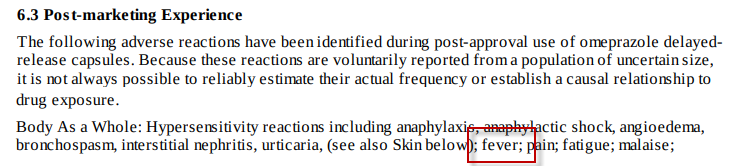 6.3 Post-marketing Experience
The following adverse reactions have been identified during post-approval use of omeprazole delayed-
release capsules. Because these reactions are voluntarily reported from a population of uncertain size,
it is not always possible to reliably estimate their actual frequency or establish a causal relationship to
drug exposure.
Body As a Whole: Hypersensitivity reactions including anaphylaxis, anaphylactic shock, angioedema,
bronchospasm, interstitial nephritis, urticaria, (see also Skin below); fever; pain; fatigue; malaise;